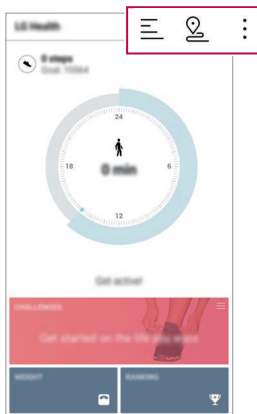 LG Health
0 steps
Goal: 10564
24
18
6
0 min
12
Get active!
CHALLENGES
Get started on the life you want
WEIGHT
RANKING